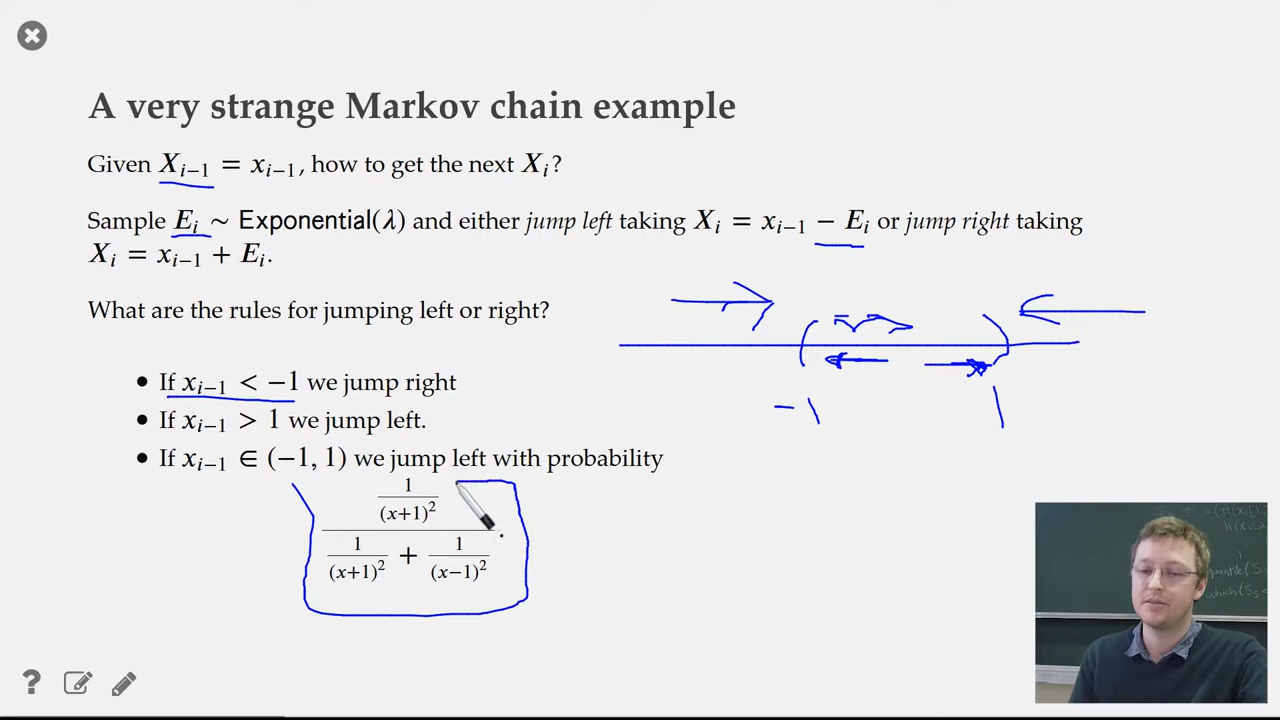 A very strange Markov chain example
Given X_{i−1} = x_{i−1}, how to get the next X_i?
Sample E_i ∼ Exponential(λ) and either jump left taking X_i = x_{i−1} − E_i or jump right taking
X_i = x_{i−1} + E_i.
What are the rules for jumping left or right?
• If x_{i−1} < −1 we jump right
• If x_{i−1} > 1 we jump left.
• If x_{i−1} ∈ (−1, 1) we jump left with probability
\frac{\frac{1}{(x+1)^2}}{\frac{1}{(x+1)^2} + \frac{1}{(x−1)^2}}.
( )
−1 1
?